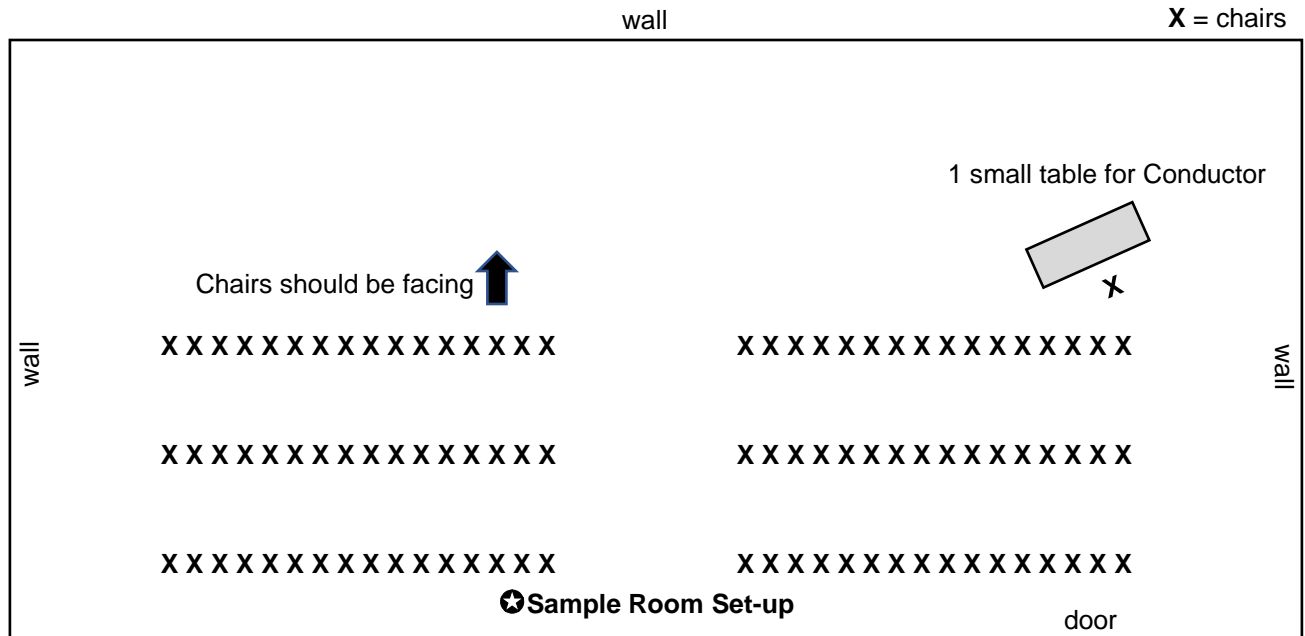 wall
X = chairs
1 small table for Conductor
Chairs should be facing
X
X X X X X X X X X X X X X X X X X X X X X X X X X X X X X X X X
wall
wall
X X X X X X X X X X X X X X X X X X X X X X X X X X X X X X X X
X X X X X X X X X X X X X X X X X X X X X X X X X X X X X X X X
✪Sample Room Set-up
door